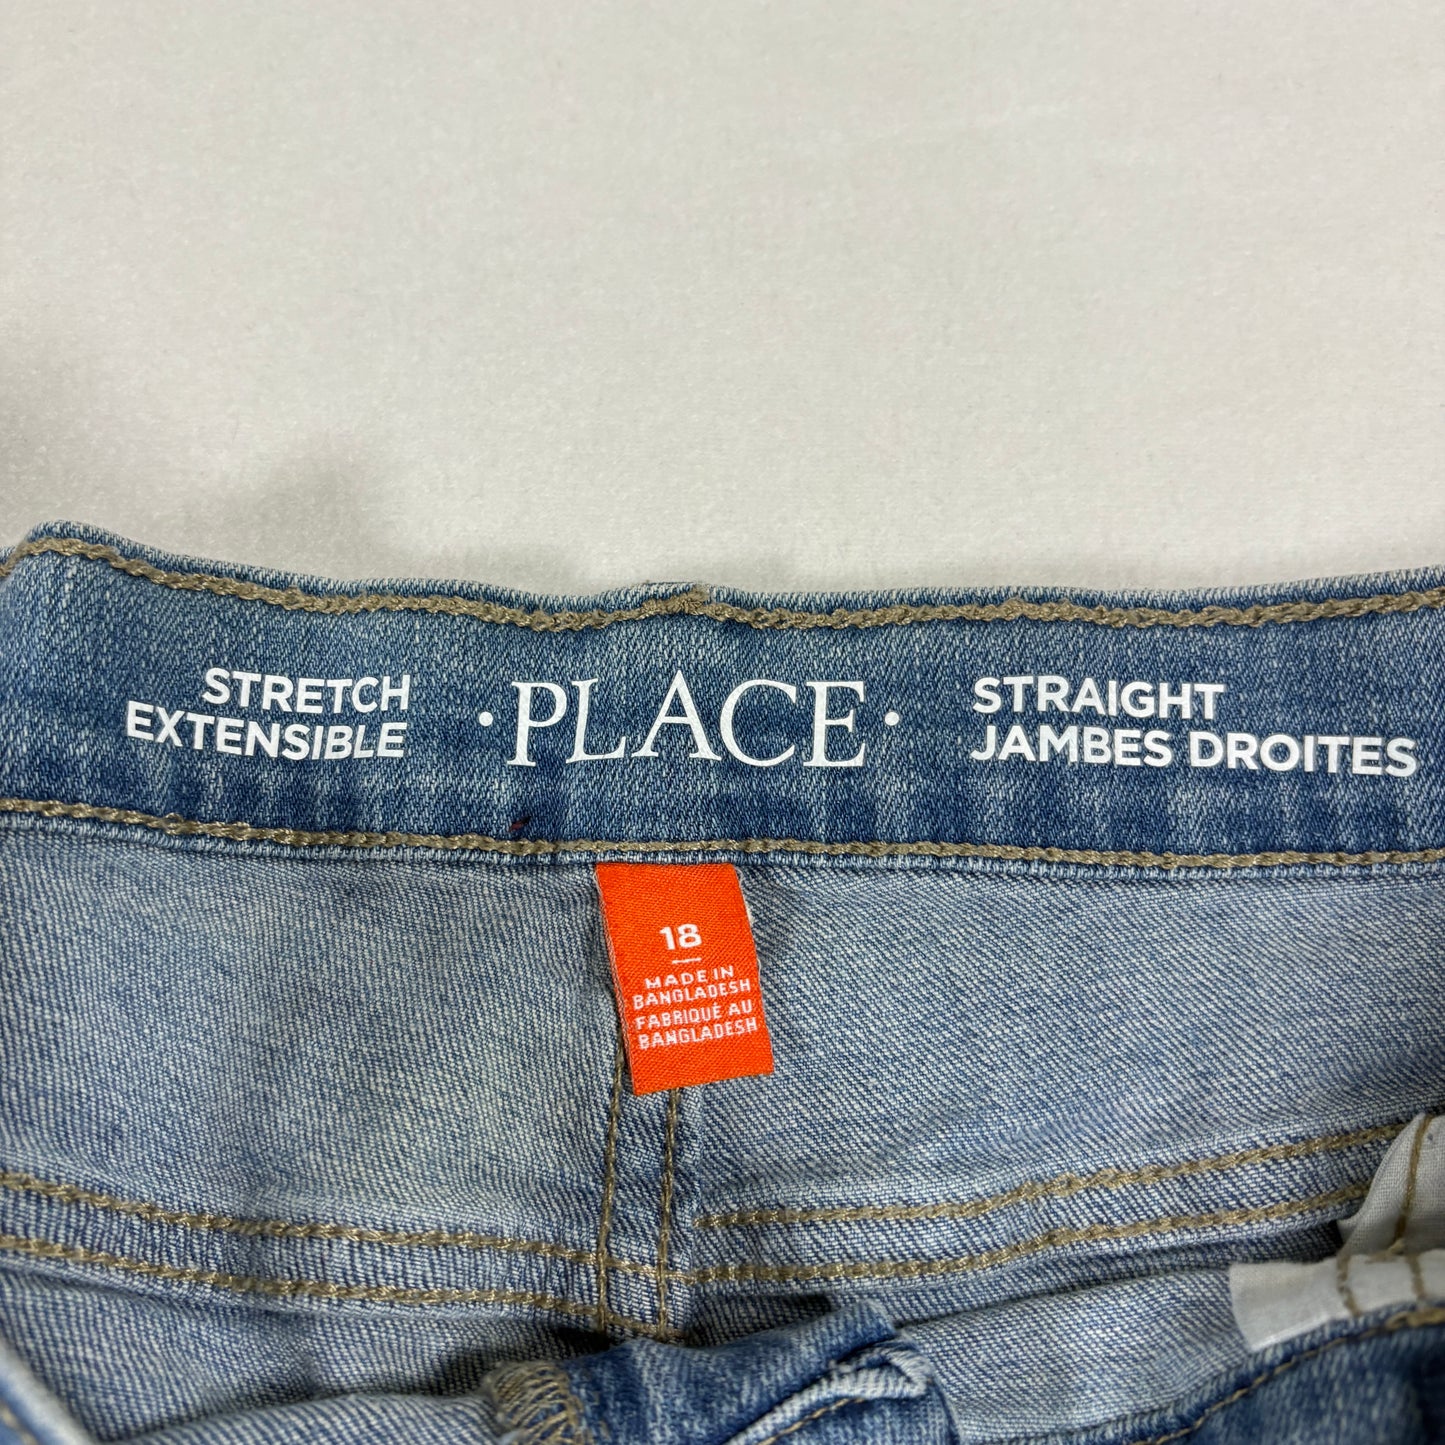 STRETCH
EXTENSIBLE
·PLACE·
STRAIGHT
JAMBES DROITES
18
MADE IN
BANGLADESH
FABRIQUÉ AU
BANGLADESH